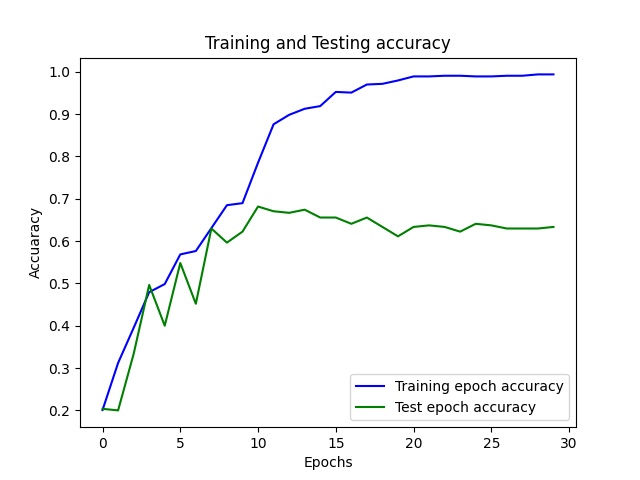 Training and Testing accuracy
1.0
0.9
0.8
0.7
0.6
0.5
0.4
0.3
0.2
Accuaracy
Training epoch accuracy
Test epoch accuracy
0 5 10 15 20 25 30
Epochs